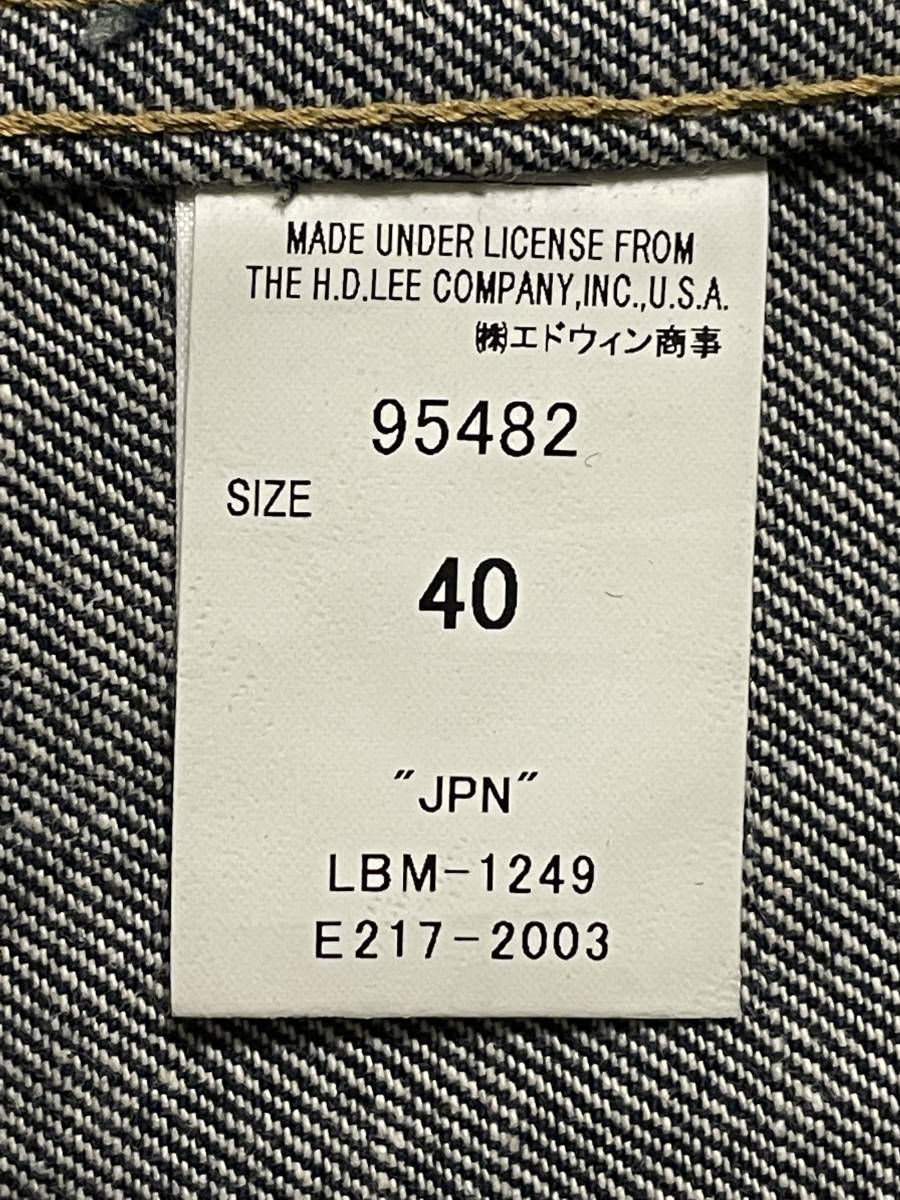 MADE UNDER LICENSE FROM
THE H.D.LEE COMPANY,INC.,U.S.A.
㈱エドウィン商事
95482
SIZE
40
"JPN"
LBM-1249
E217-2003